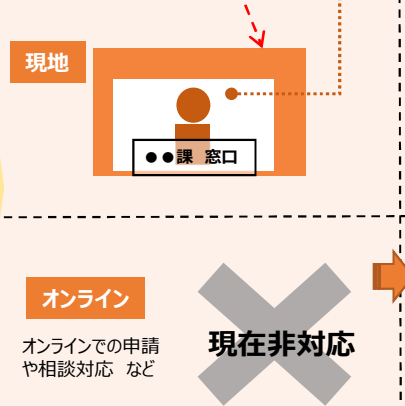 現地
●●課 窓口
オンライン
オンラインでの申請
や相談対応 など
現在非対応